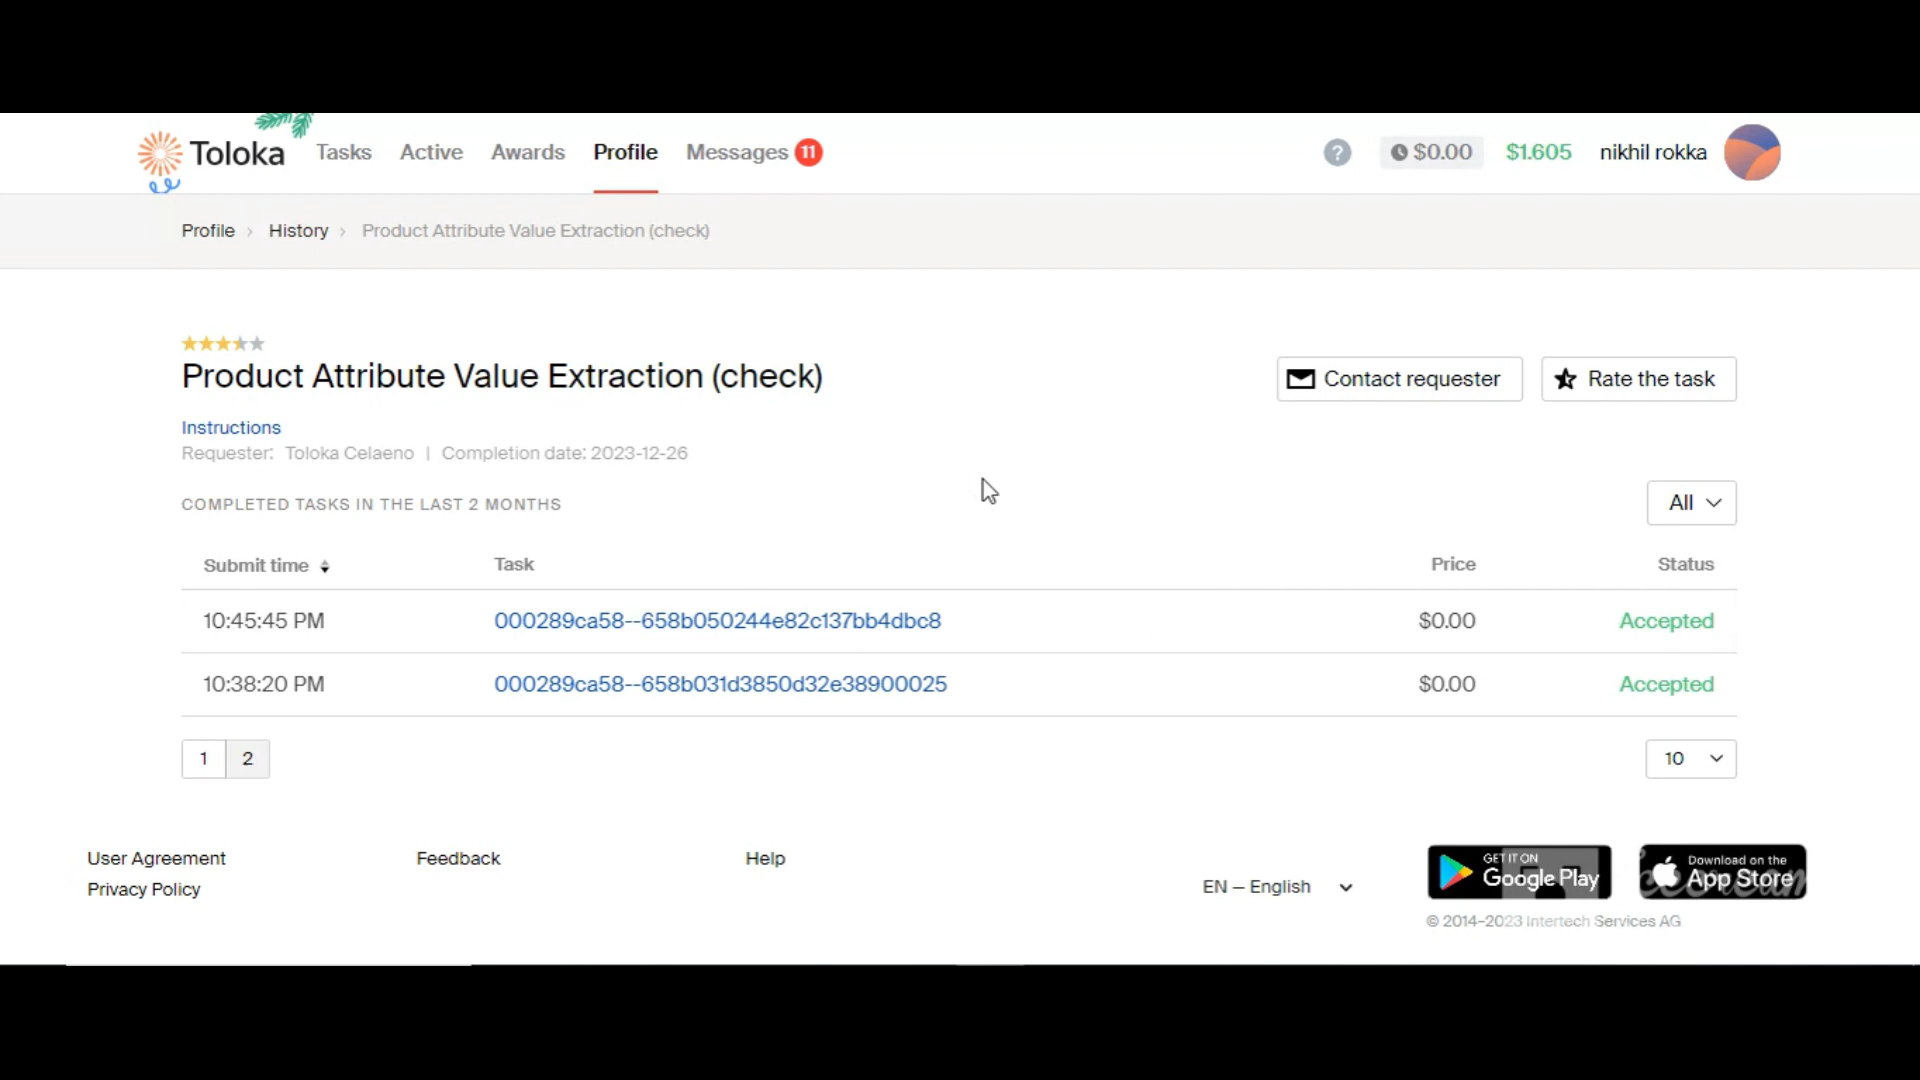 Toloka Tasks Active Awards Profile Messages 11 ? $0.00 $1.605 nikhil rokka
Profile › History › Product Attribute Value Extraction (check)
Product Attribute Value Extraction (check)
Contact requester
Rate the task
Instructions
Requester: Toloka Celaeno | Completion date: 2023-12-26
COMPLETED TASKS IN THE LAST 2 MONTHS
All
Submit time Task Price Status
10:45:45 PM 000289ca58--658b050244e82c137bb4dbc8 $0.00 Accepted
10:38:20 PM 000289ca58--658b031d3850d32e38900025 $0.00 Accepted
1 2 10
User Agreement Feedback Help
Privacy Policy
EN – English
GET IT ON
Google Play
Download on the
App Store
© 2014–2023 Intertech Services AG